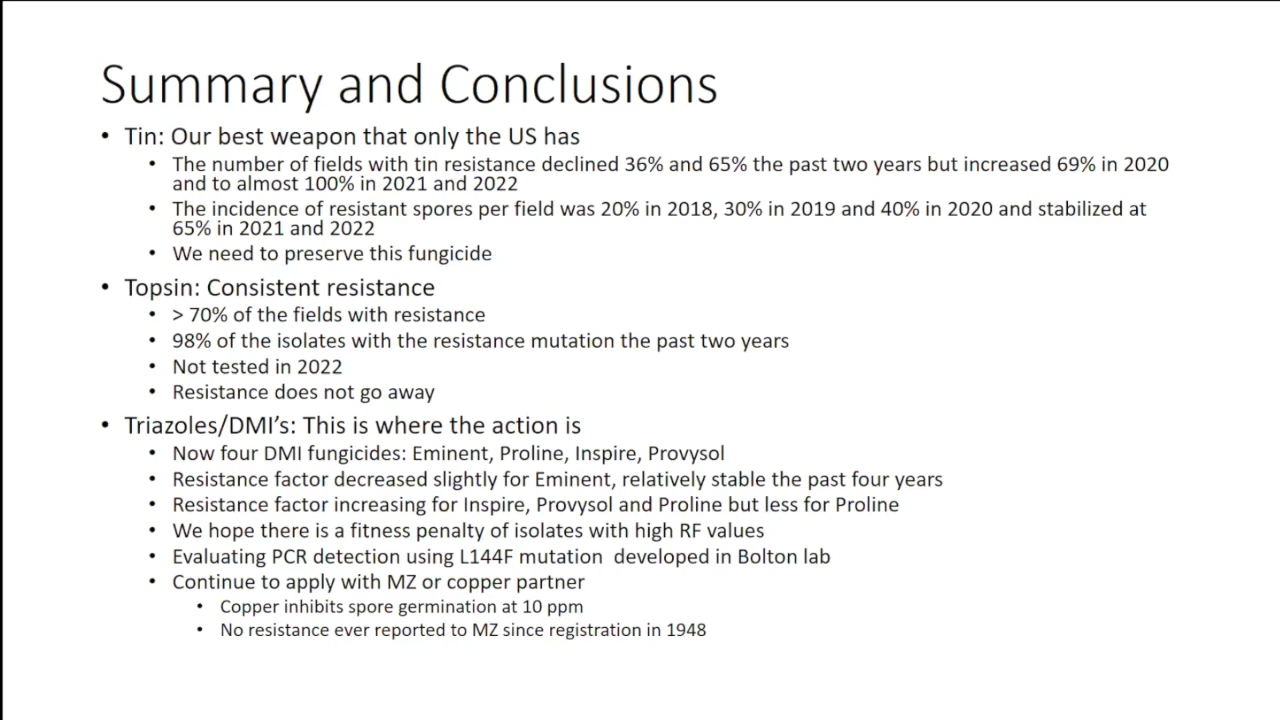 Summary and Conclusions
• Tin: Our best weapon that only the US has
• The number of fields with tin resistance declined 36% and 65% the past two years but increased 69% in 2020
and to almost 100% in 2021 and 2022
• The incidence of resistant spores per field was 20% in 2018, 30% in 2019 and 40% in 2020 and stabilized at
65% in 2021 and 2022
• We need to preserve this fungicide
• Topsin: Consistent resistance
• > 70% of the fields with resistance
• 98% of the isolates with the resistance mutation the past two years
• Not tested in 2022
• Resistance does not go away
• Triazoles/DMI’s: This is where the action is
• Now four DMI fungicides: Eminent, Proline, Inspire, Provysol
• Resistance factor decreased slightly for Eminent, relatively stable the past four years
• Resistance factor increasing for Inspire, Provysol and Proline but less for Proline
• We hope there is a fitness penalty of isolates with high RF values
• Evaluating PCR detection using L144F mutation  developed in Bolton lab
• Continue to apply with MZ or copper partner
• Copper inhibits spore germination at 10 ppm
• No resistance ever reported to MZ since registration in 1948